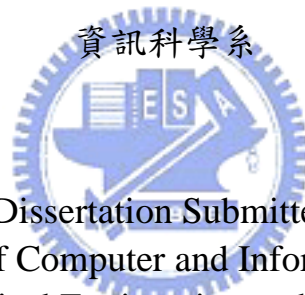 資訊科學系
E S A
Dissertation Submitte
f Computer and Infor